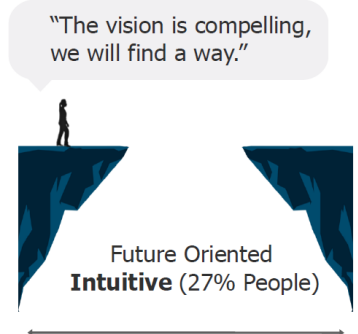 “The vision is compelling,
we will find a way.”
Future Oriented
Intuitive (27% People)